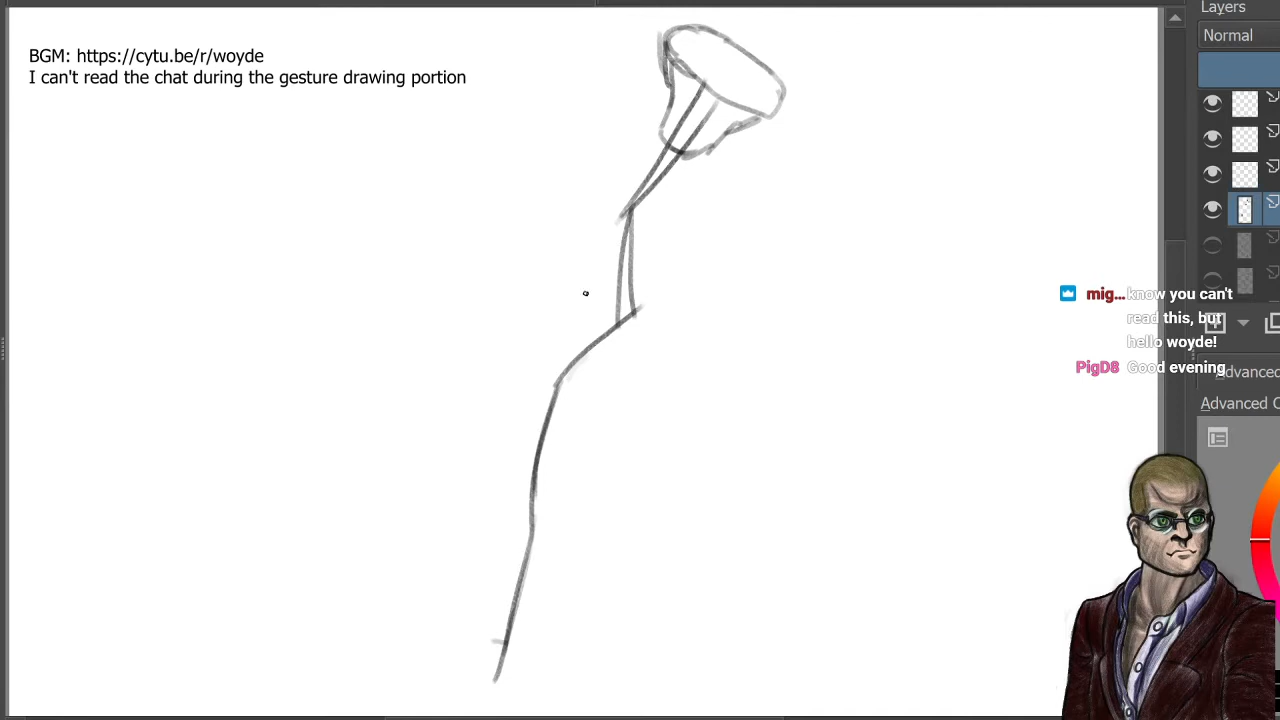 BGM: https://cytu.be/r/woyde
I can't read the chat during the gesture drawing portion
Layers
Normal
mig... know you can't
read this, but
hello woyde!
PigD8 Good evening
Advanced
Advanced C